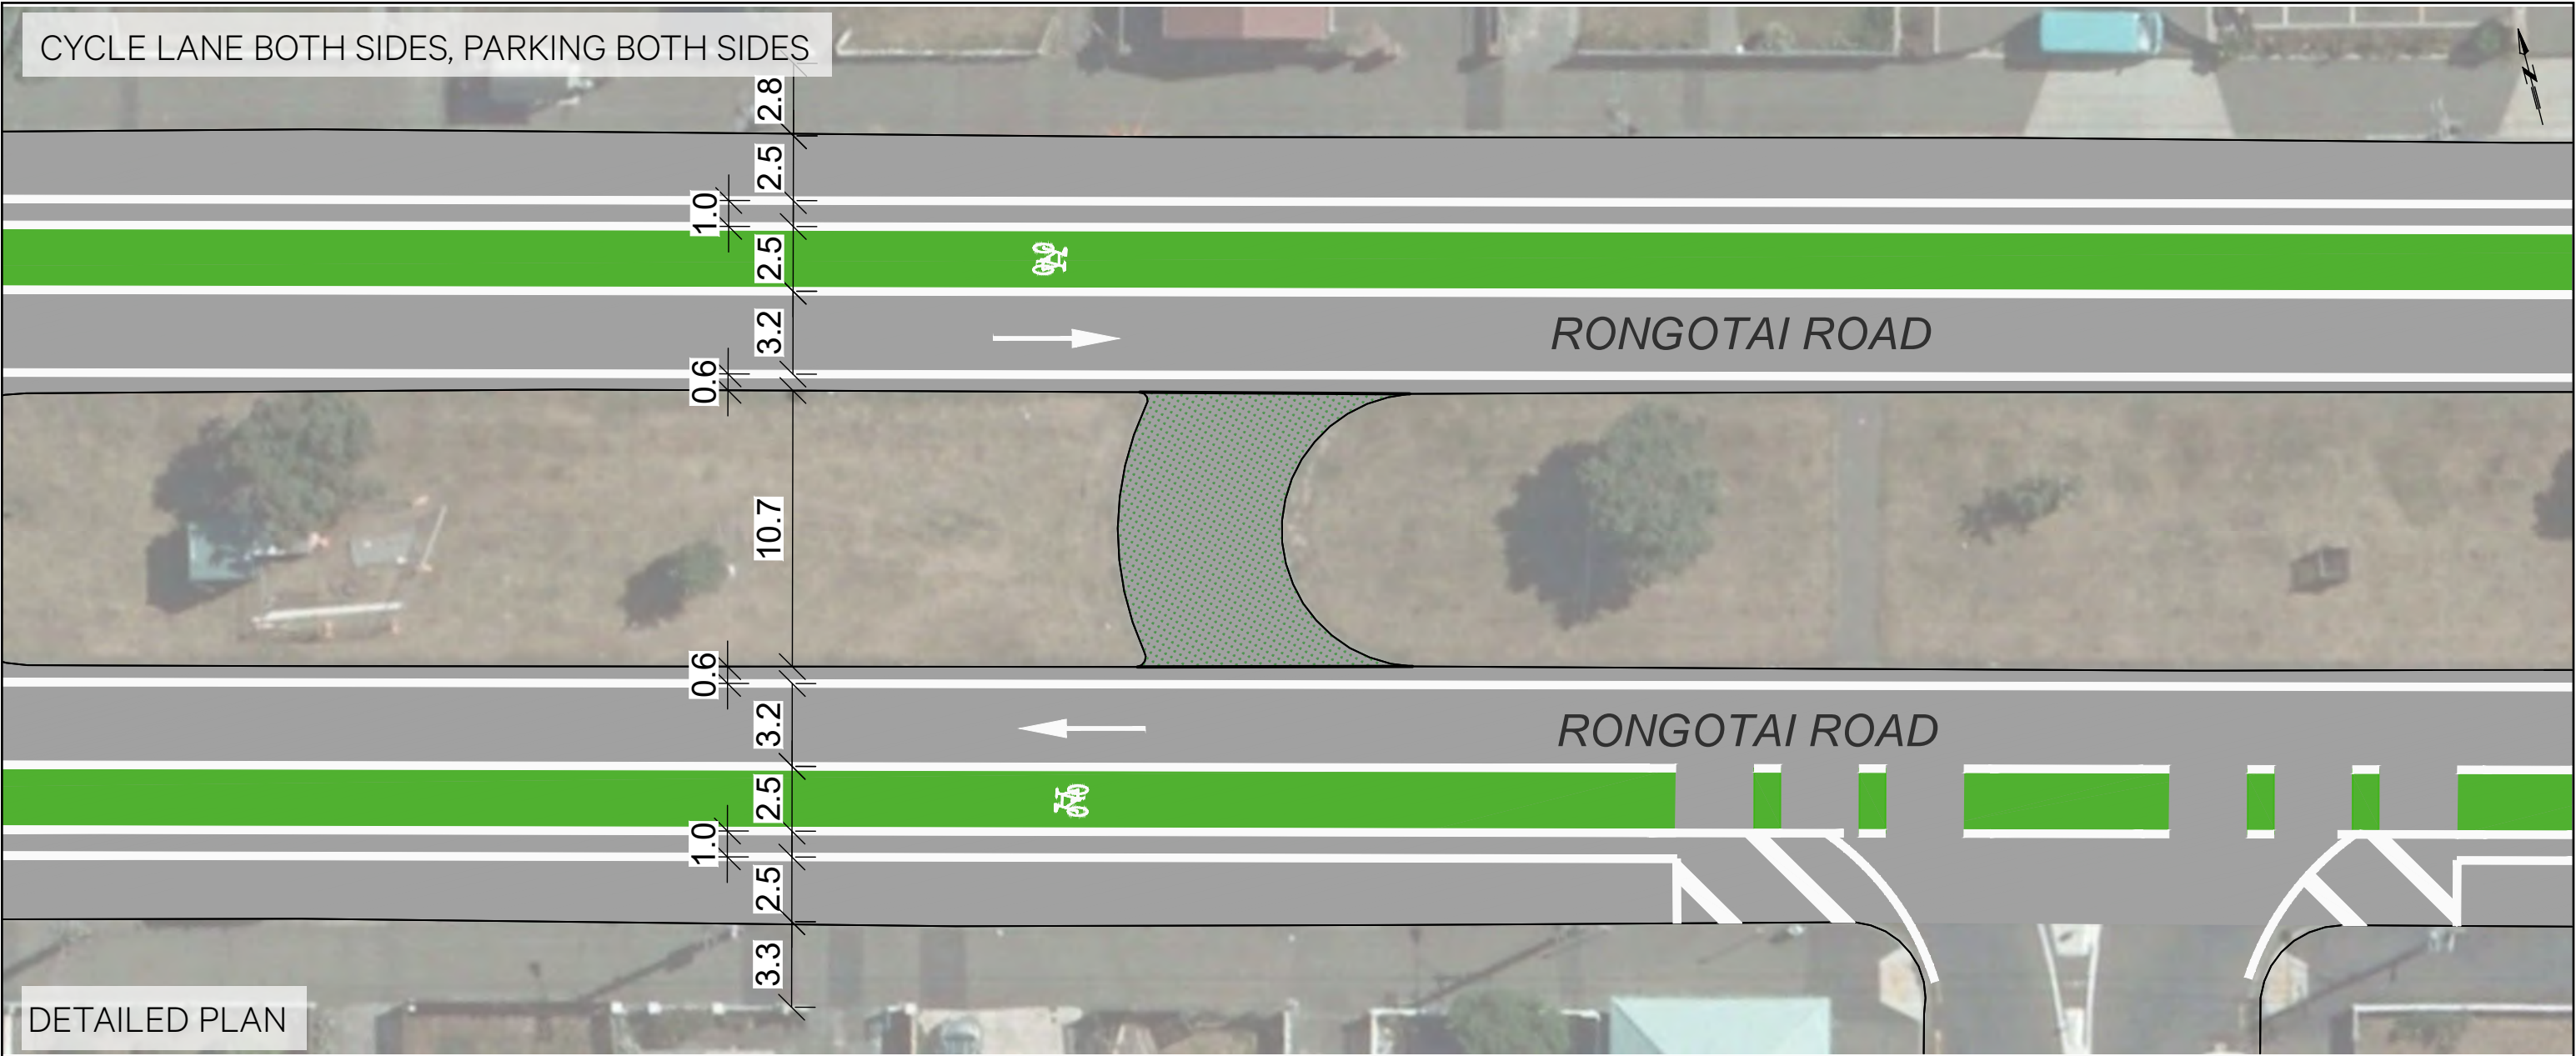 CYCLE LANE BOTH SIDES, PARKING BOTH SIDES
N
2.8
2.5
1.0
2.5
3.2
RONGOTAI ROAD
0.6
10.7
0.6
3.2
RONGOTAI ROAD
2.5
1.0
2.5
3.3
DETAILED PLAN